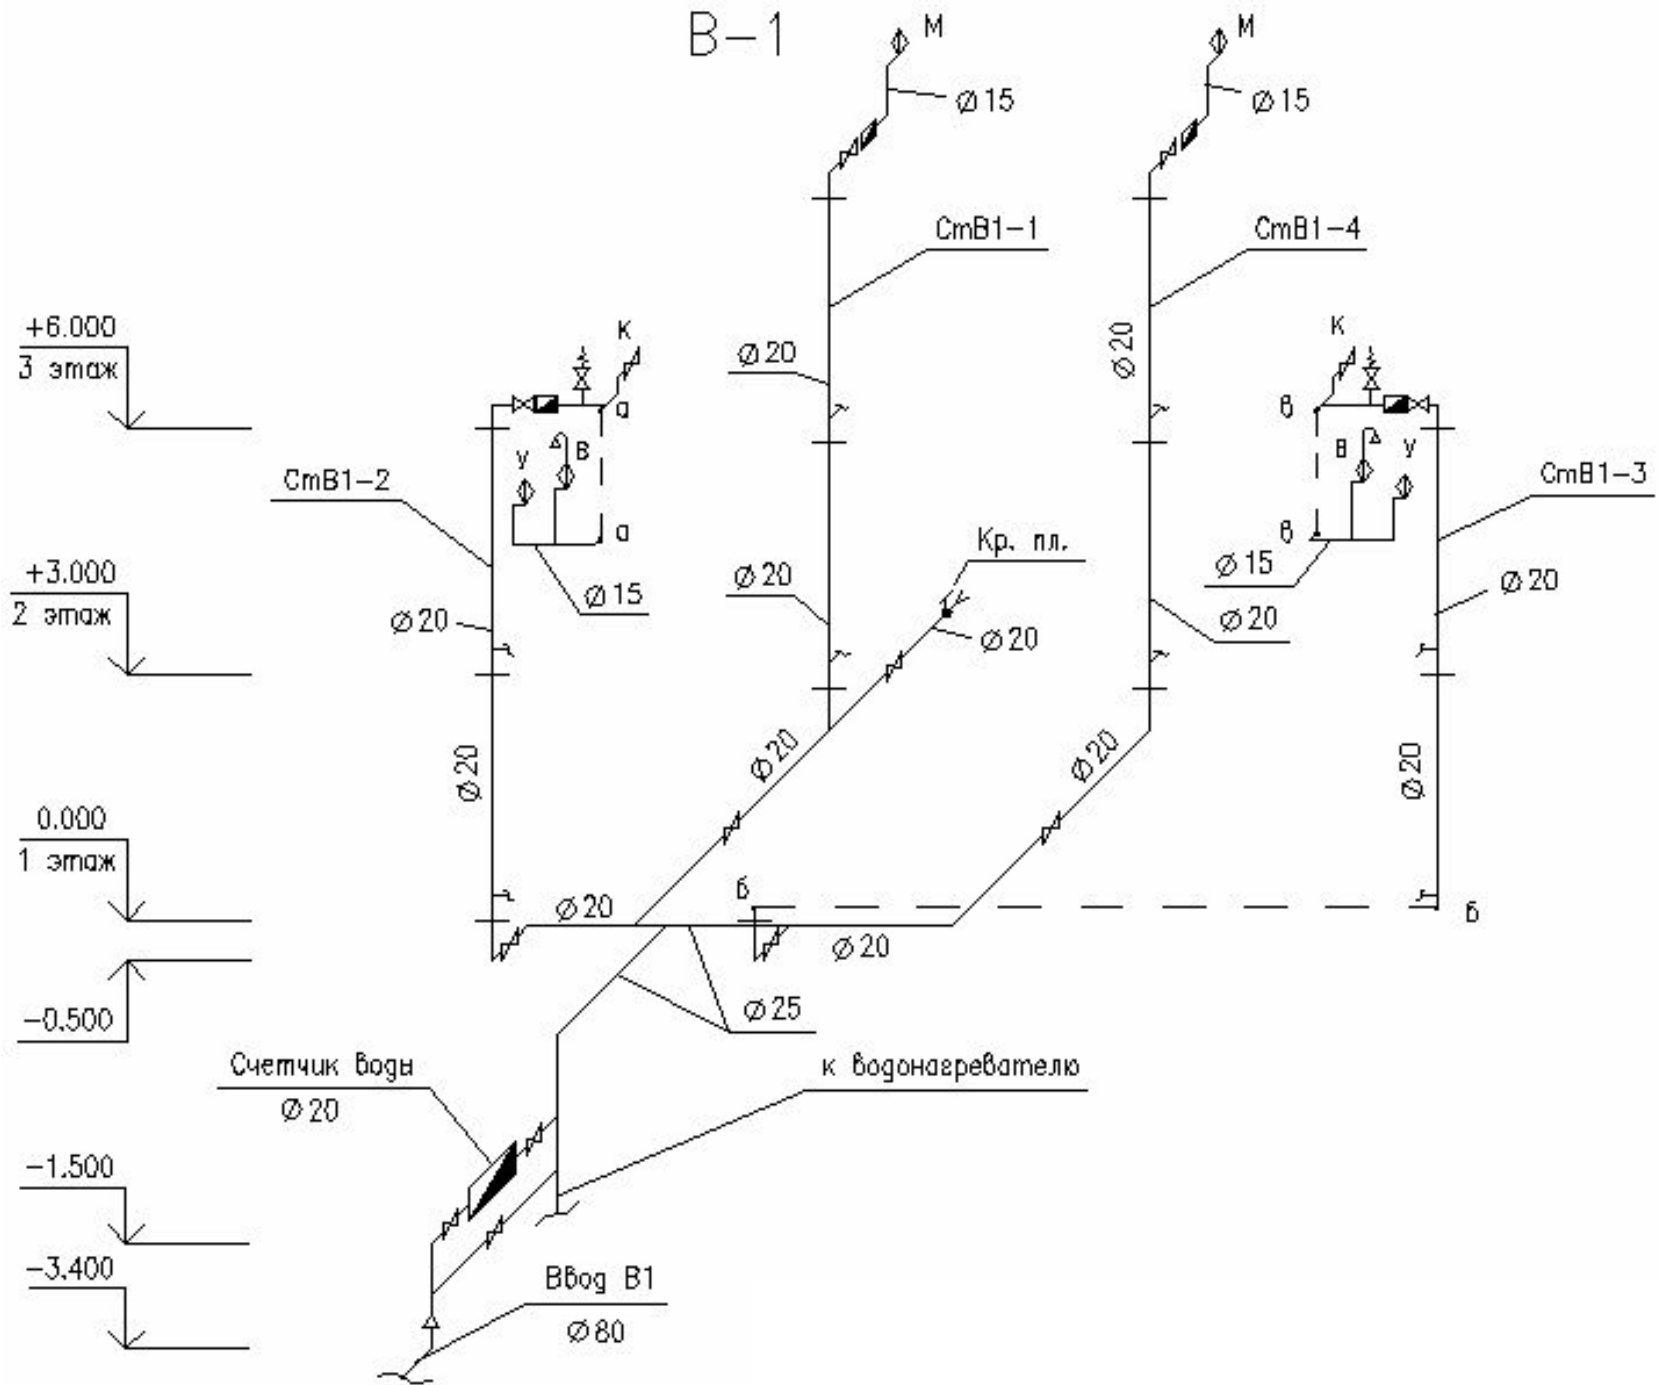 В-1
М
М
Ø15
Ø15
СтВ1-1
СтВ1-4
+6.000
3 этаж
К
К
Ø20
Ø20
а
в
У
В
В
У
СтВ1-2
СтВ1-3
а
в
Кр. пл.
+3.000
2 этаж
Ø15
Ø20
Ø15
Ø20
Ø20
Ø20
Ø20
Ø20
Ø20
Ø20
Ø20
0.000
1 этаж
Ø20
б
б
Ø20
-0.500
Ø25
Счетчик воды
Ø20
к водонагревателю
-1.500
-3.400
Ввод В1
Ø80